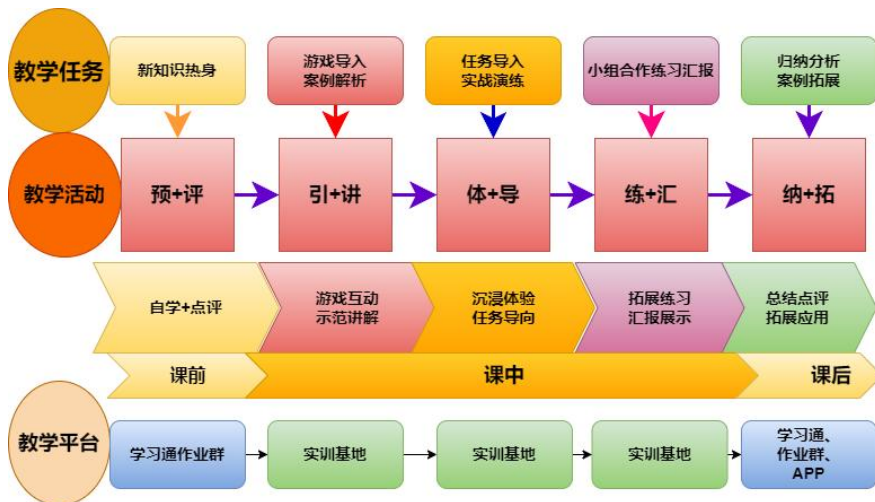 教学任务
新知识热身
游戏导入
案例解析
任务导入
实战演练
小组合作练习汇报
归纳分析
案例拓展
教学活动
预+评
引+讲
体+导
练+汇
纳+拓
自学+点评
游戏互动
示范讲解
沉浸体验
任务导向
拓展练习
汇报展示
总结点评
拓展应用
课前
课中
课后
教学平台
学习通作业群
实训基地
实训基地
实训基地
学习通、
作业群、
APP